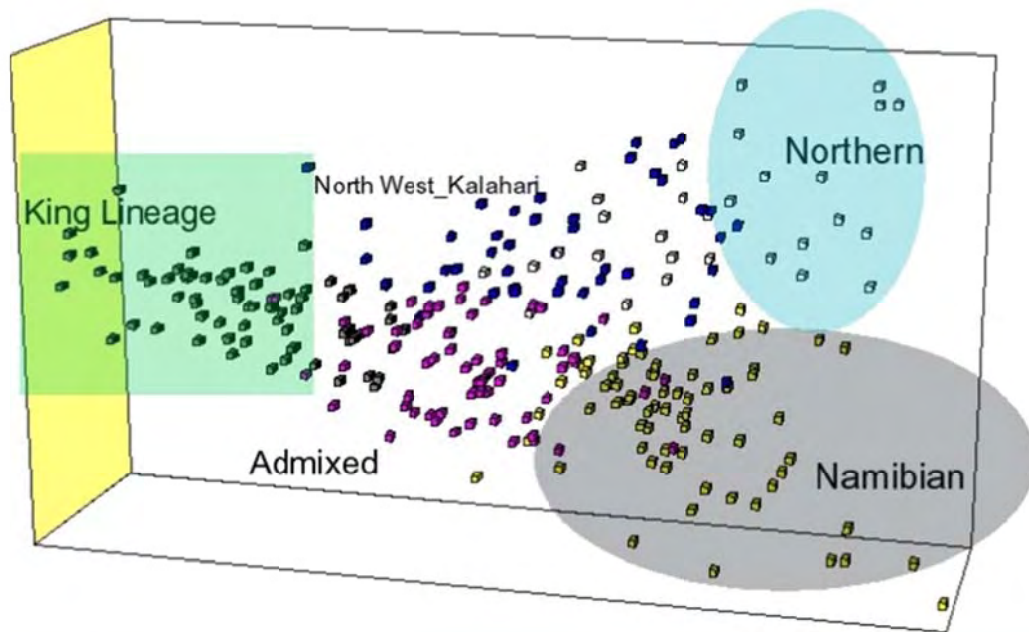 Northern
North West_Kalahari
King Lineage
Admixed
Namibian